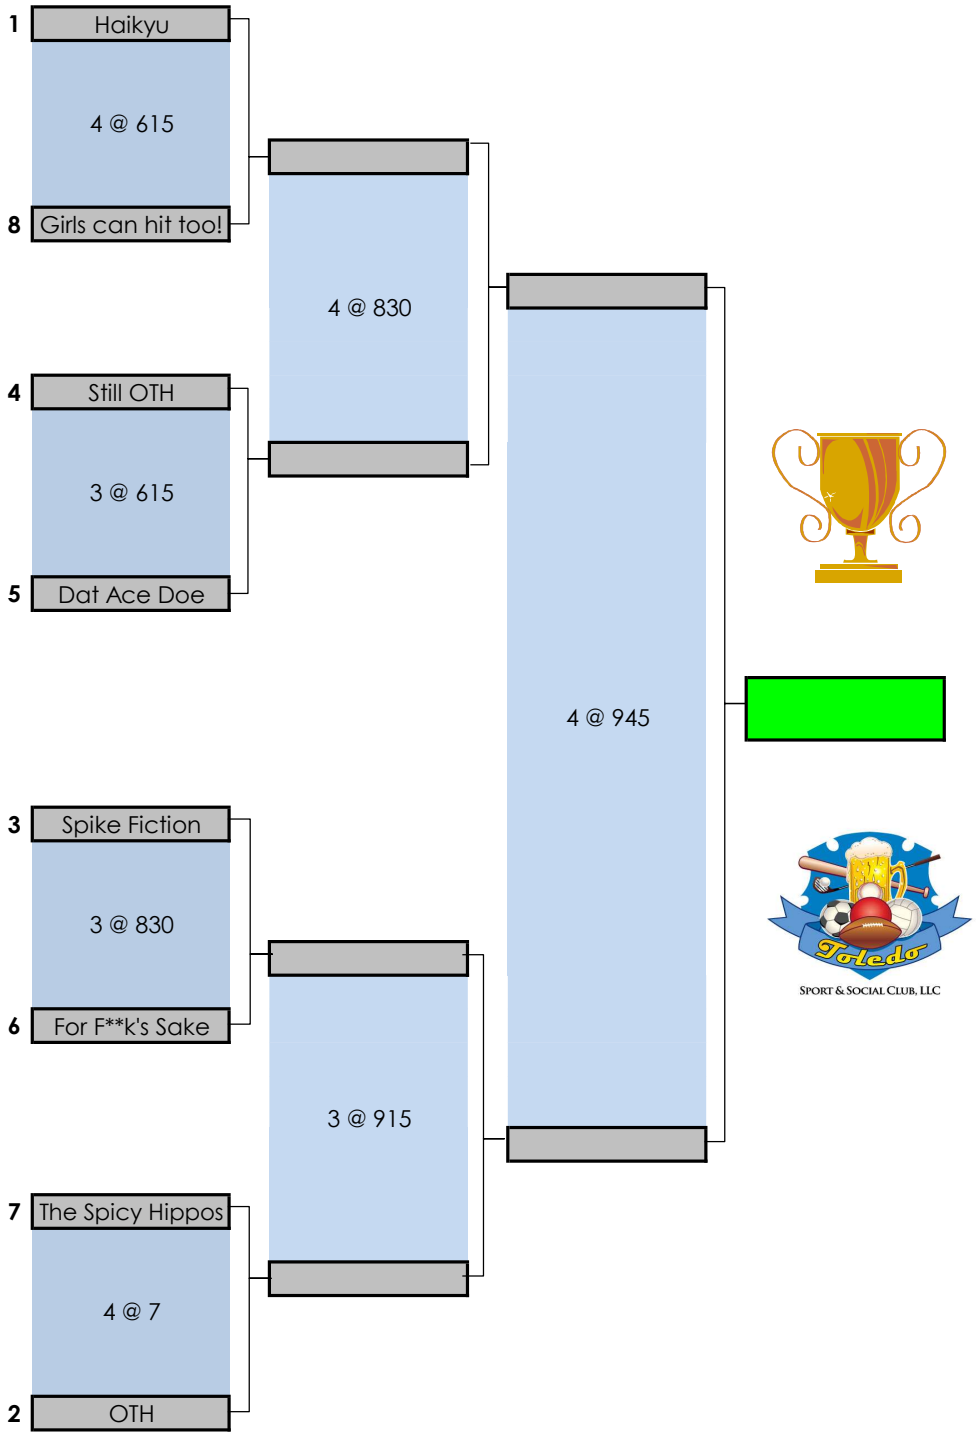 1 Haikyu
4 @ 615
8 Girls can hit too!
4 @ 830
4 Still OTH
3 @ 615
5 Dat Ace Doe
4 @ 945
3 Spike Fiction
3 @ 830
6 For F**k's Sake
Toledo
SPORT & SOCIAL CLUB, LLC
3 @ 915
7 The Spicy Hippos
4 @ 7
2 OTH